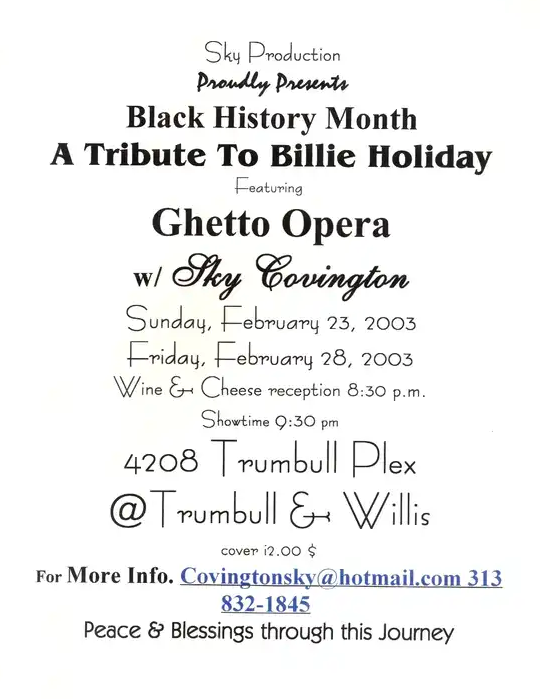 Sky Production
Proudly Presents
Black History Month
A Tribute To Billie Holiday
Featuring
Ghetto Opera
w/ Sky Covington
Sunday, February 23, 2003
Friday, February 28, 2003
Wine & Cheese reception 8:30 p.m.
Showtime 9:30 pm
4208 Trumbull Plex
@Trumbull & Willis
cover 12.00 $
For More Info. Covingtonsky@hotmail.com 313
832-1845
Peace & Blessings through this Journey